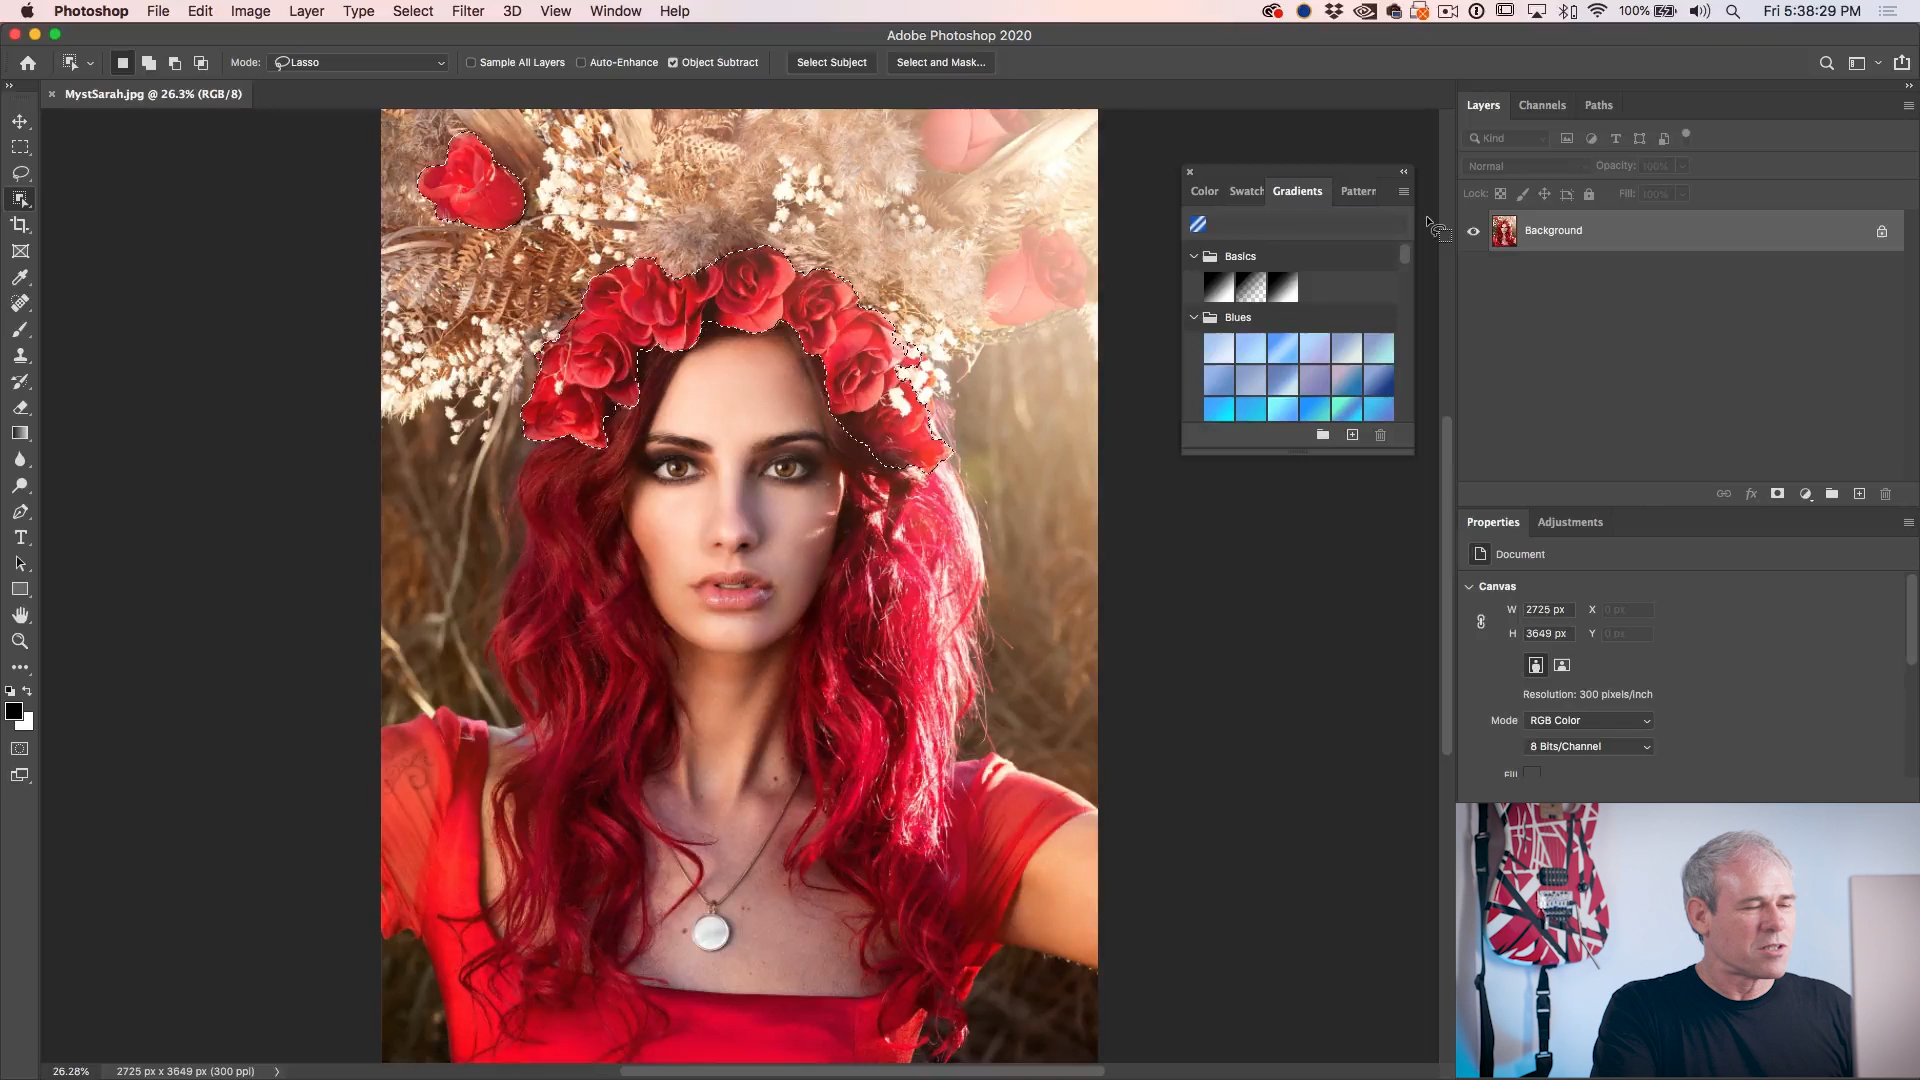 Photoshop File Edit Image Layer Type Select Filter 3D View Window Help 100% Fri 5:38:29 PM
Adobe Photoshop 2020
Mode: Lasso Sample All Layers Auto-Enhance Object Subtract Select Subject Select and Mask...
MystSarah.jpg @ 26.3% (RGB/8)
Layers Channels Paths
Kind
Normal Opacity: 100%
Lock: Fill: 100%
Background
Color Swatch Gradients Pattern
Basics
Blues
Properties Adjustments
Document
Canvas
W 2725 px X 0 px
H 3649 px Y 0 px
Resolution: 300 pixels/inch
Mode RGB Color
8 Bits/Channel
Fill
26.28% 2725 px x 3649 px (300 ppi)